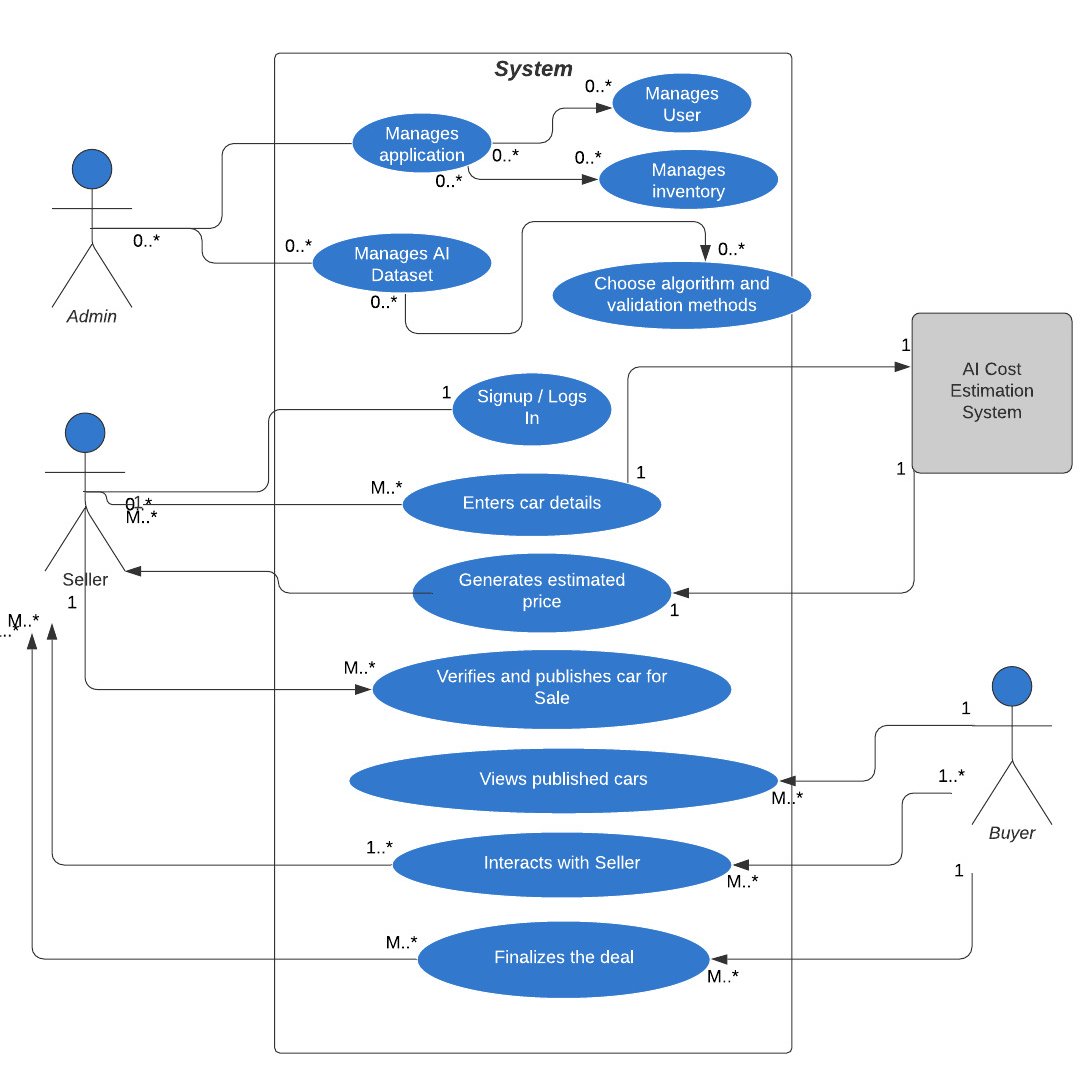 System
0..*
Manages
User
Manages
application
0..*
0..*
Manages
inventory
0..*
0..*
0..*
Manages AI
Dataset
0..*
0..*
Choose algorithm and
validation methods
Admin
1
AI Cost
Estimation
System
1
Signup / Logs
In
1
1
M..*
Enters car details
0..*
M..*
Generates estimated
price
1
Seller
1
M..*
M..*
Verifies and publishes car for
Sale
1
Views published cars
M..*
1..*
Buyer
1..*
Interacts with Seller
M..*
1
M..*
Finalizes the deal
M..*